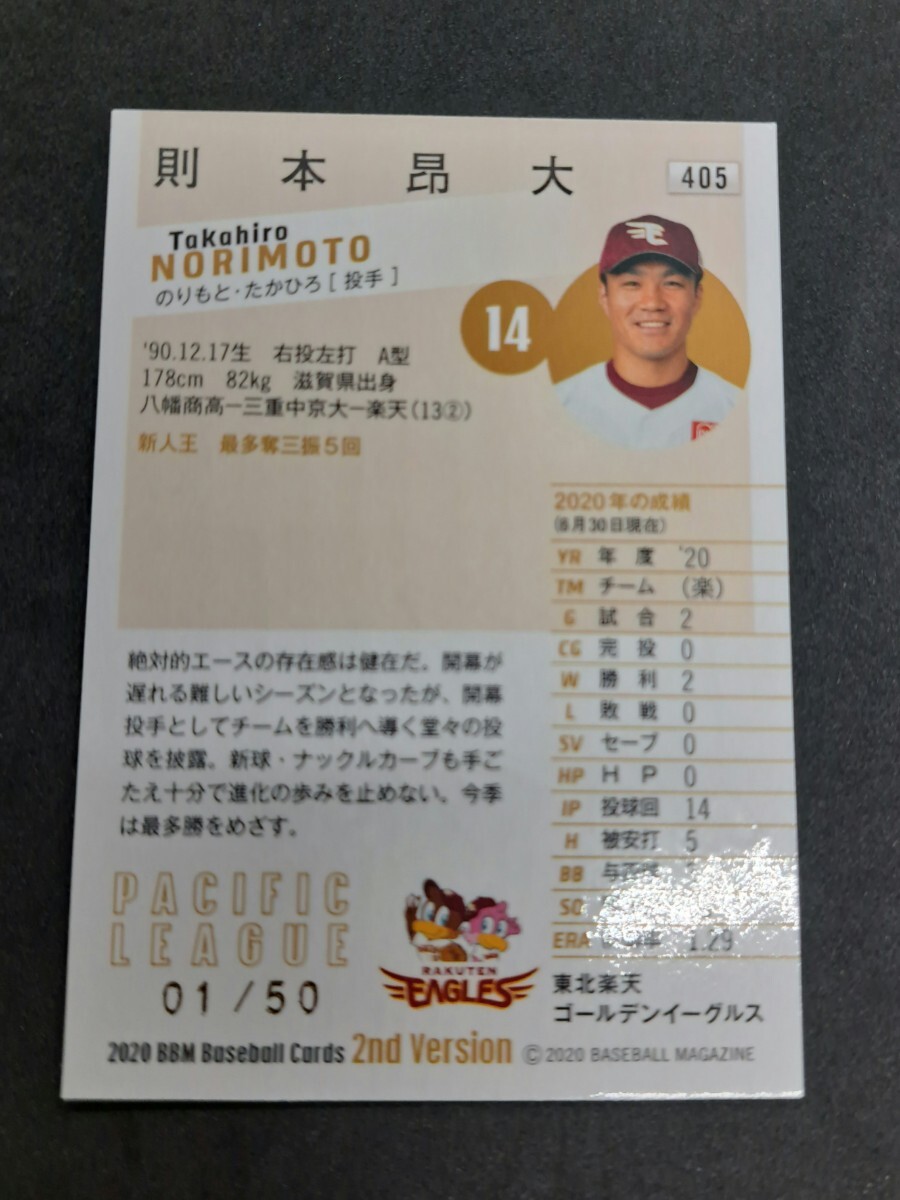 則本昂大
405
Takahiro
NORIMOTO
のりもと・たかひろ[投手]
14
'90.12.17生 右投左打 A型
178cm 82kg 滋賀県出身
八幡商高ー三重中京大ー楽天(13②)
新人王 最多奪三振5回
2020年の成績
(6月30日現在)
YR 年度 '20
TM チーム (楽)
G 試合 2
CG 完投 0
W 勝利 2
L 敗戦 0
SV セーブ 0
HP HP 0
IP 投球回 14
H 被安打 5
BB
SO
ERA 1.29
絶対的エースの存在感は健在だ。開幕が
遅れる難しいシーズンとなったが、開幕
投手としてチームを勝利へ導く堂々の投
球を披露。新球・ナックルカーブも手ご
たえ十分で進化の歩みを止めない。今季
は最多勝をめざす。
PACIFIC
LEAGUE
01/50
RAKUTEN
EAGLES
東北楽天
ゴールデンイーグルス
2020 BBM Baseball Cards 2nd Version ©2020 BASEBALL MAGAZINE